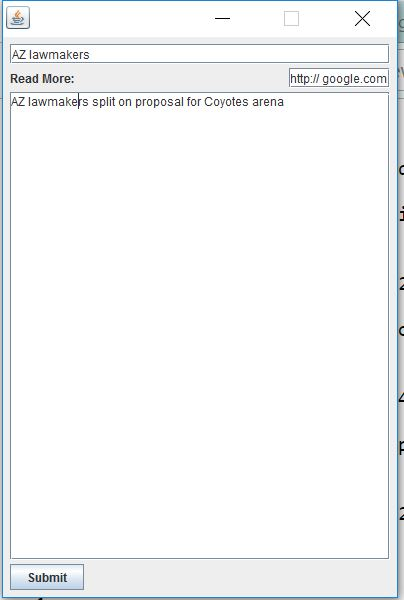 AZ lawmakers
Read More: http:// google.com
AZ lawmakers split on proposal for Coyotes arena
Submit